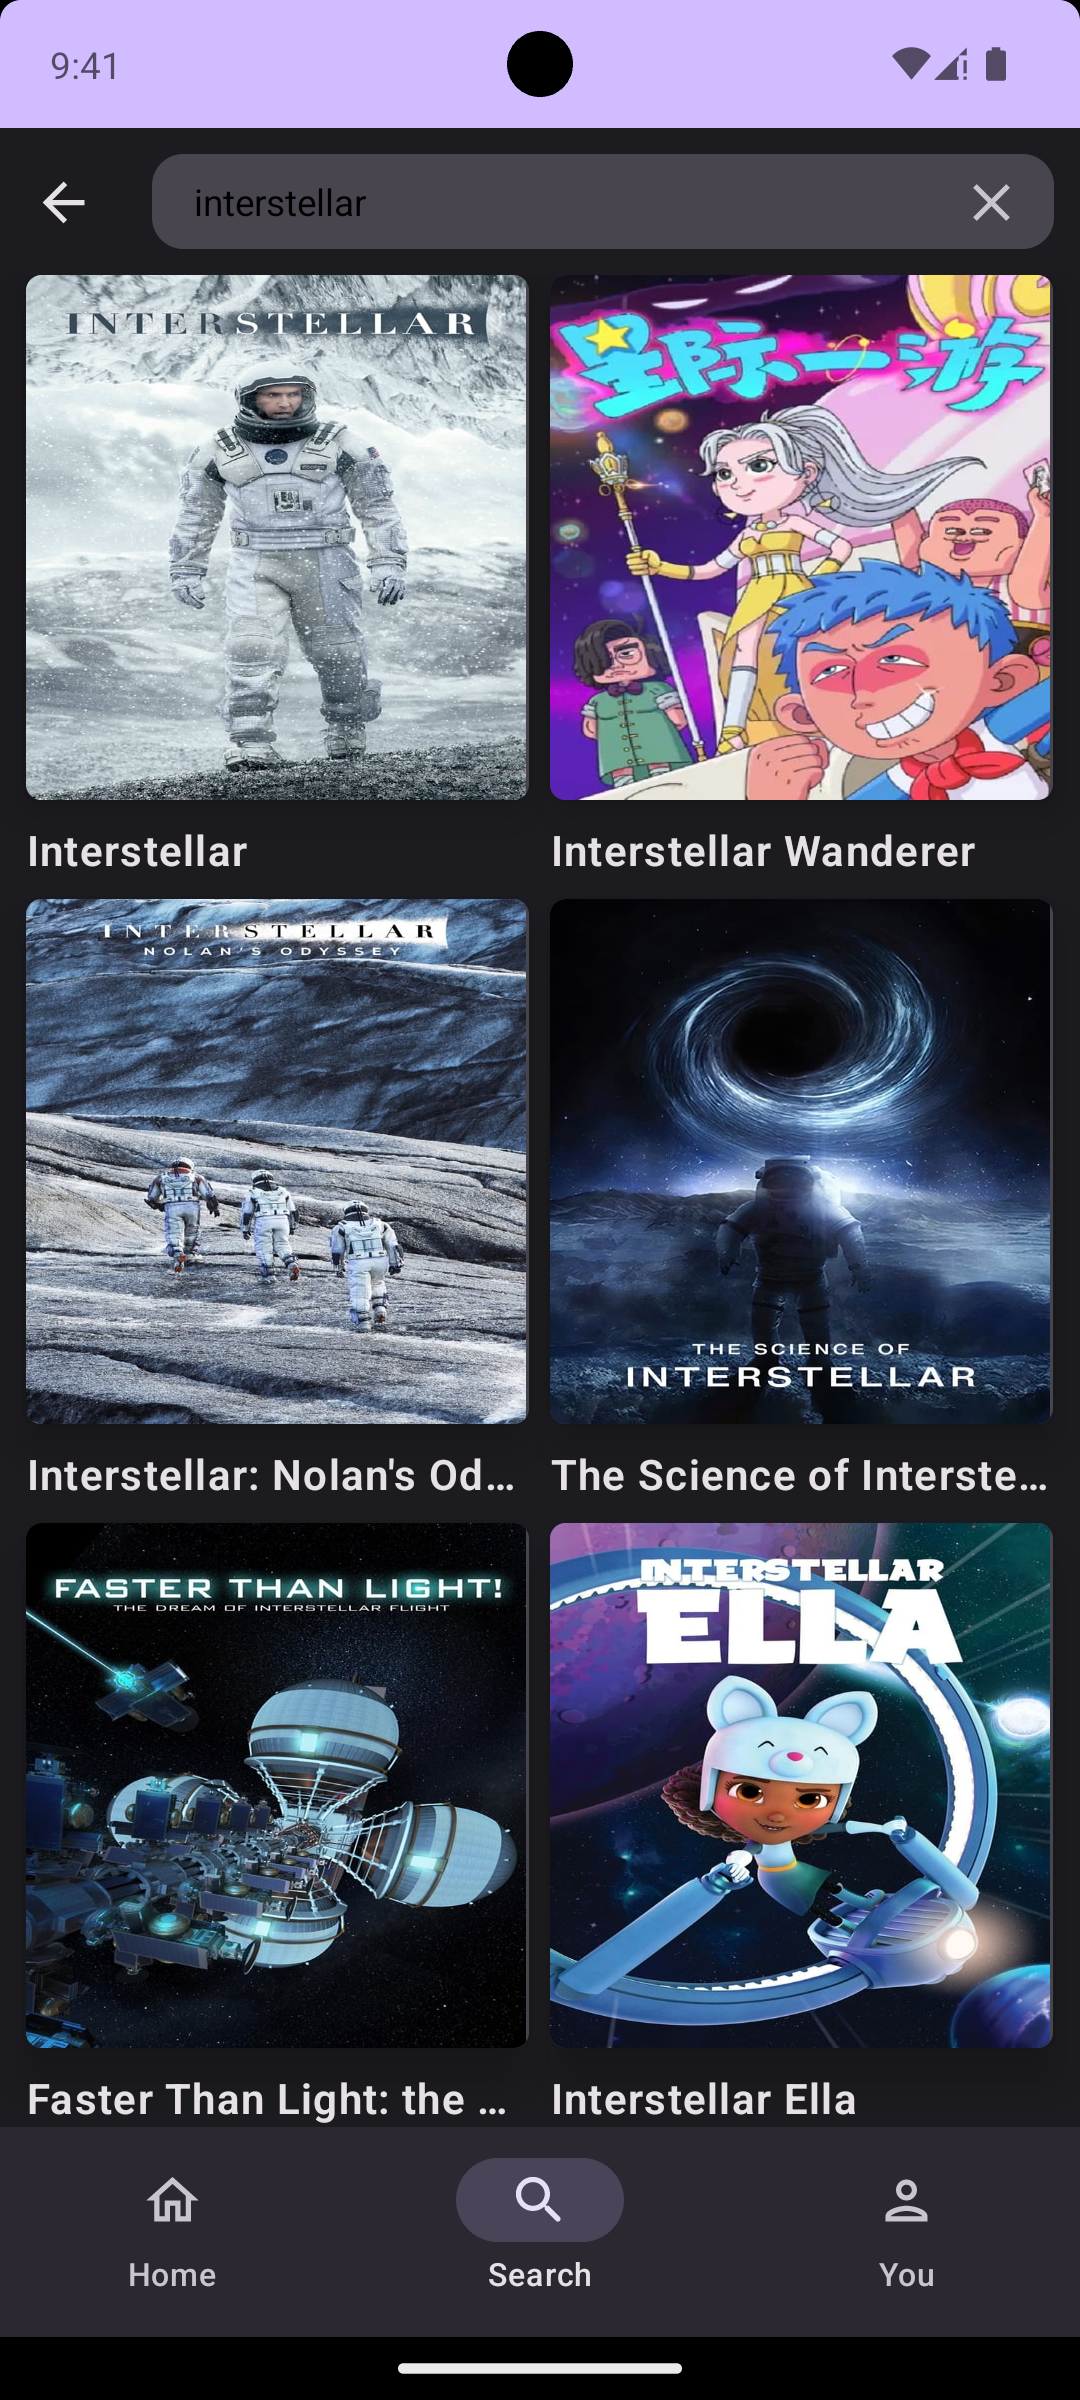 9:41
interstellar
INTERSTELLAR
星际一游
Interstellar
Interstellar Wanderer
INTERSTELLAR
NOLAN'S ODYSSEY
THE SCIENCE OF
INTERSTELLAR
Interstellar: Nolan's Od...
The Science of Interste...
FASTER THAN LIGHT!
THE DREAM OF INTERSTELLAR FLIGHT
INTERSTELLAR
ELLA
Faster Than Light: the ...
Interstellar Ella
Home
Search
You